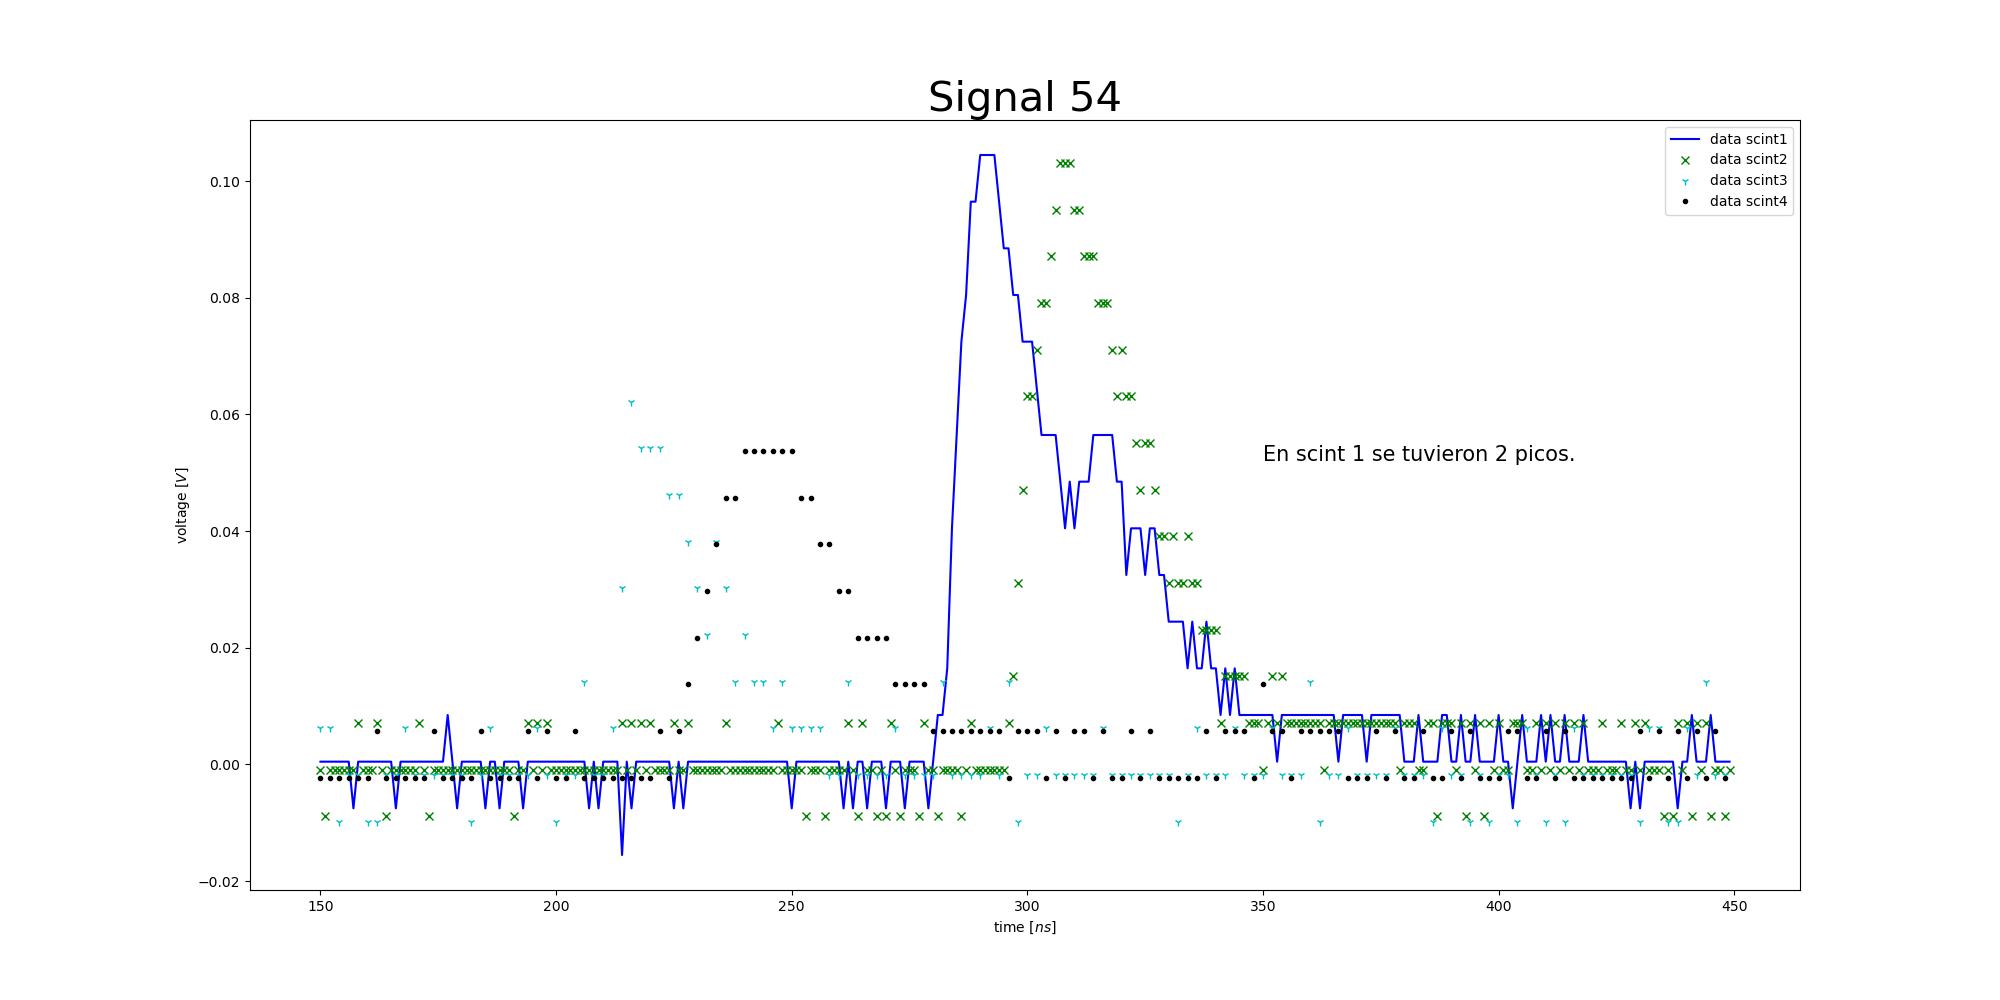 Signal 54
data scint1
data scint2
data scint3
data scint4
0.10
0.08
0.06
0.04
0.02
0.00
−0.02
voltage [V]
En scint 1 se tuvieron 2 picos.
150 200 250 300 350 400 450
time [ns]